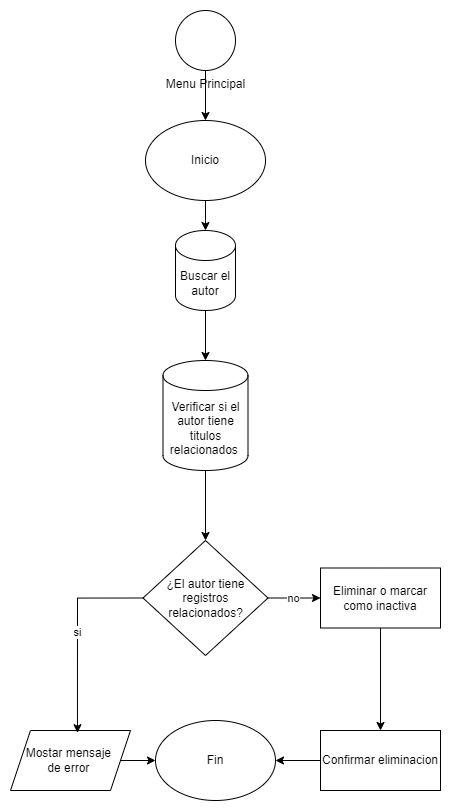 Menu Principal
Inicio
Buscar el
autor
Verificar si el
autor tiene
titulos
relacionados
¿El autor tiene
registros
relacionados?
no
Eliminar o marcar
como inactiva
si
Mostar mensaje
de error
Fin
Confirmar eliminacion